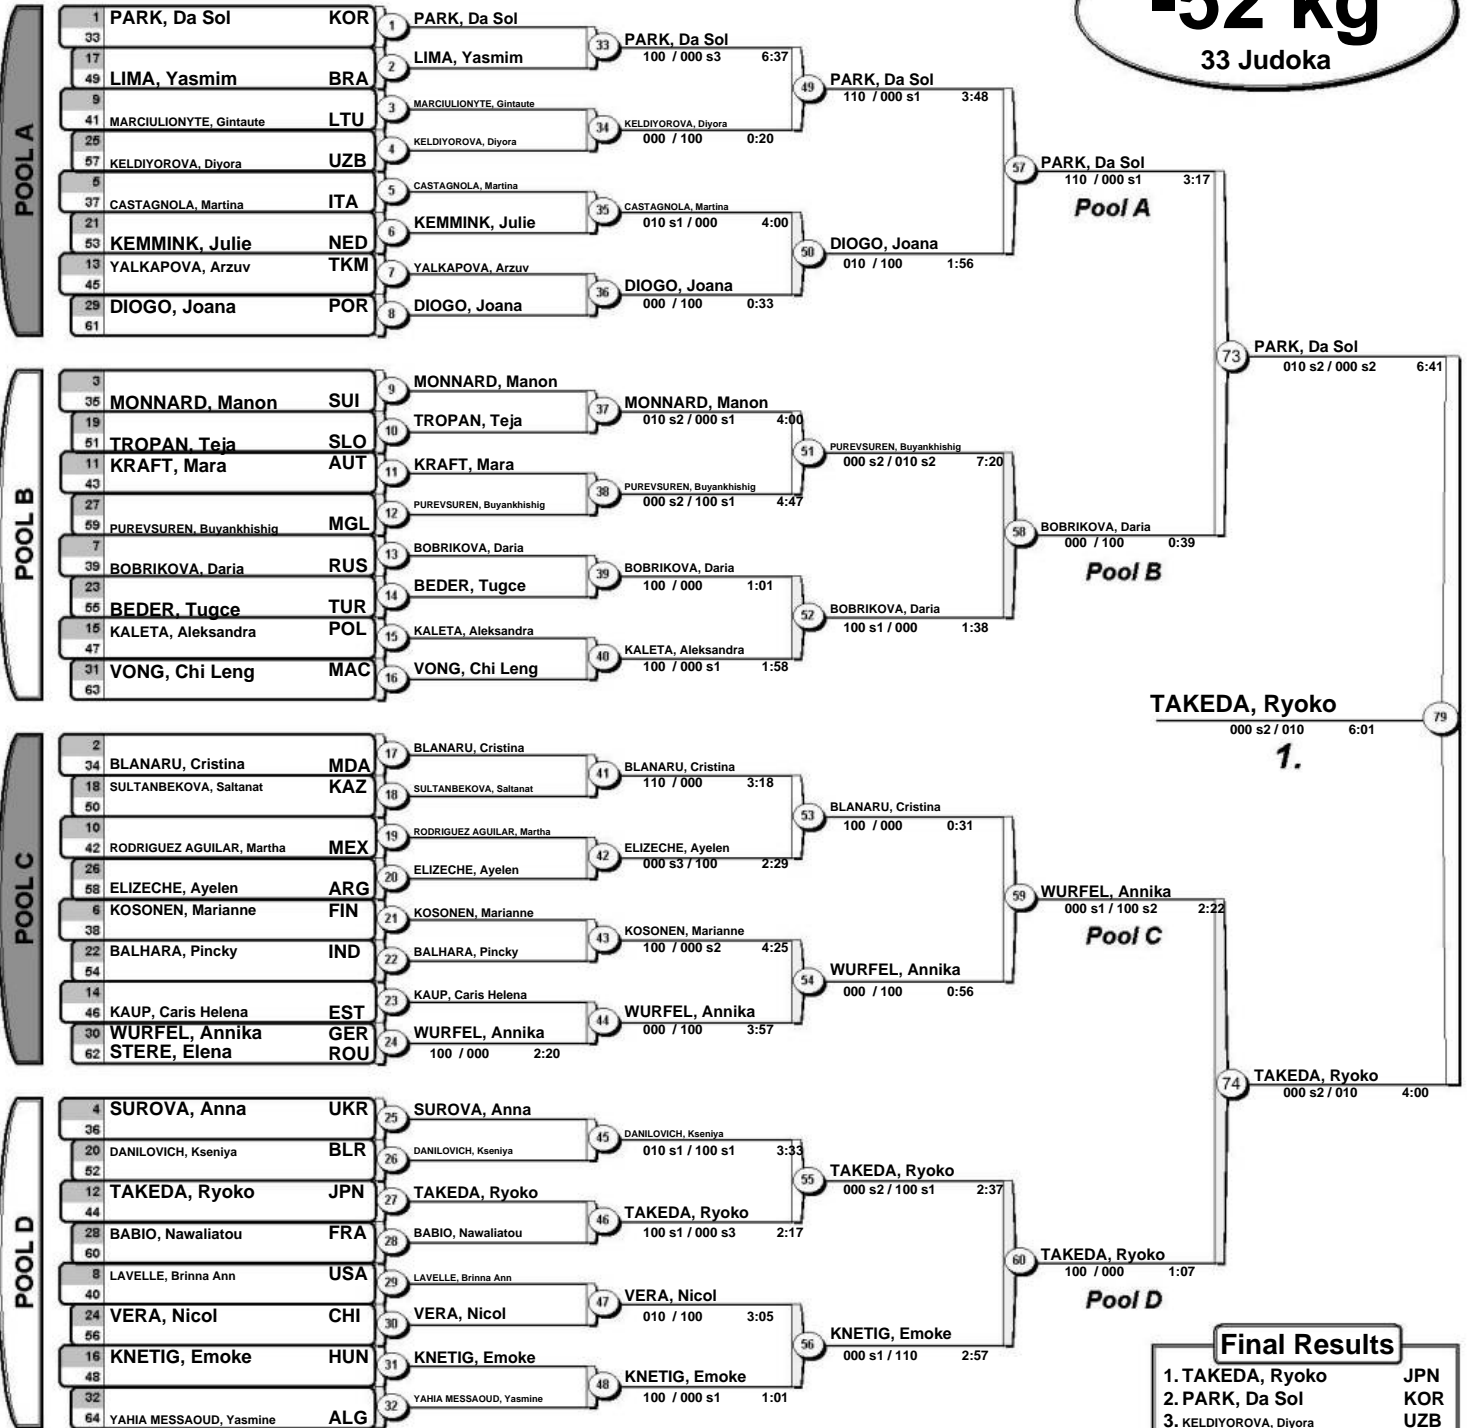 -52 kg
33 Judoka
POOL A
1 PARK, Da Sol KOR
33
17
49 LIMA, Yasmim BRA
9
41 MARCIULIONYTE, Gintaute LTU
25
57 KELDIYOROVA, Diyora UZB
5
37 CASTAGNOLA, Martina ITA
21
53 KEMMINK, Julie NED
13 YALKAPOVA, Arzuv TKM
45
29 DIOGO, Joana POR
61
1 PARK, Da Sol
2 LIMA, Yasmim
3 MARCIULIONYTE, Gintaute
4 KELDIYOROVA, Diyora
5 CASTAGNOLA, Martina
6 KEMMINK, Julie
7 YALKAPOVA, Arzuv
8 DIOGO, Joana
33 PARK, Da Sol
100 / 000 s3 6:37
34 KELDIYOROVA, Diyora
000 / 100 0:20
35 CASTAGNOLA, Martina
010 s1 / 000 4:00
36 DIOGO, Joana
000 / 100 0:33
49 PARK, Da Sol
110 / 000 s1 3:48
50 DIOGO, Joana
010 / 100 1:56
57 PARK, Da Sol
110 / 000 s1 3:17
Pool A
POOL B
3
35 MONNARD, Manon SUI
19
51 TROPAN, Teja SLO
11 KRAFT, Mara AUT
43
27
59 PUREVSUREN, Buyankhishig MGL
7
39 BOBRIKOVA, Daria RUS
23
55 BEDER, Tugce TUR
15 KALETA, Aleksandra POL
47
31 VONG, Chi Leng MAC
63
9 MONNARD, Manon
10 TROPAN, Teja
11 KRAFT, Mara
12 PUREVSUREN, Buyankhishig
13 BOBRIKOVA, Daria
14 BEDER, Tugce
15 KALETA, Aleksandra
16 VONG, Chi Leng
37 MONNARD, Manon
010 s2 / 000 s1 4:00
38 PUREVSUREN, Buyankhishig
000 s2 / 100 s1 4:47
39 BOBRIKOVA, Daria
100 / 000 1:01
40 KALETA, Aleksandra
100 / 000 s1 1:58
51 PUREVSUREN, Buyankhishig
000 s2 / 010 s2 7:20
52 BOBRIKOVA, Daria
100 s1 / 000 1:38
58 BOBRIKOVA, Daria
000 / 100 0:39
Pool B
73 PARK, Da Sol
010 s2 / 000 s2 6:41
TAKEDA, Ryoko 79
000 s2 / 010 6:01
1.
POOL C
2
34 BLANARU, Cristina MDA
18 SULTANBEKOVA, Saltanat KAZ
50
10
42 RODRIGUEZ AGUILAR, Martha MEX
26
58 ELIZECHE, Ayelen ARG
6 KOSONEN, Marianne FIN
38
22 BALHARA, Pincky IND
54
14
46 KAUP, Caris Helena EST
30 WURFEL, Annika GER
62 STERE, Elena ROU
17 BLANARU, Cristina
18 SULTANBEKOVA, Saltanat
19 RODRIGUEZ AGUILAR, Martha
20 ELIZECHE, Ayelen
21 KOSONEN, Marianne
22 BALHARA, Pincky
23 KAUP, Caris Helena
24 WURFEL, Annika
100 / 000 2:20
41 BLANARU, Cristina
110 / 000 3:18
42 ELIZECHE, Ayelen
000 s3 / 100 2:29
43 KOSONEN, Marianne
100 / 000 s2 4:25
44 WURFEL, Annika
000 / 100 3:57
53 BLANARU, Cristina
100 / 000 0:31
54 WURFEL, Annika
000 / 100 0:56
59 WURFEL, Annika
000 s1 / 100 s2 2:22
Pool C
POOL D
4 SUROVA, Anna UKR
36
20 DANILOVICH, Kseniya BLR
52
12 TAKEDA, Ryoko JPN
44
28 BABIO, Nawaliatou FRA
60
8 LAVELLE, Brinna Ann USA
40
24 VERA, Nicol CHI
56
16 KNETIG, Emoke HUN
48
32
64 YAHIA MESSAOUD, Yasmine ALG
25 SUROVA, Anna
26 DANILOVICH, Kseniya
27 TAKEDA, Ryoko
28 BABIO, Nawaliatou
29 LAVELLE, Brinna Ann
30 VERA, Nicol
31 KNETIG, Emoke
32 YAHIA MESSAOUD, Yasmine
45 DANILOVICH, Kseniya
010 s1 / 100 s1 3:33
46 TAKEDA, Ryoko
100 s1 / 000 s3 2:17
47 VERA, Nicol
010 / 100 3:05
48 KNETIG, Emoke
100 / 000 s1 1:01
55 TAKEDA, Ryoko
000 s2 / 100 s1 2:37
56 KNETIG, Emoke
000 s1 / 110 2:57
60 TAKEDA, Ryoko
100 / 000 1:07
Pool D
74 TAKEDA, Ryoko
000 s2 / 010 4:00
Final Results
1. TAKEDA, Ryoko JPN
2. PARK, Da Sol KOR
3. KELDIYOROVA, Diyora UZB